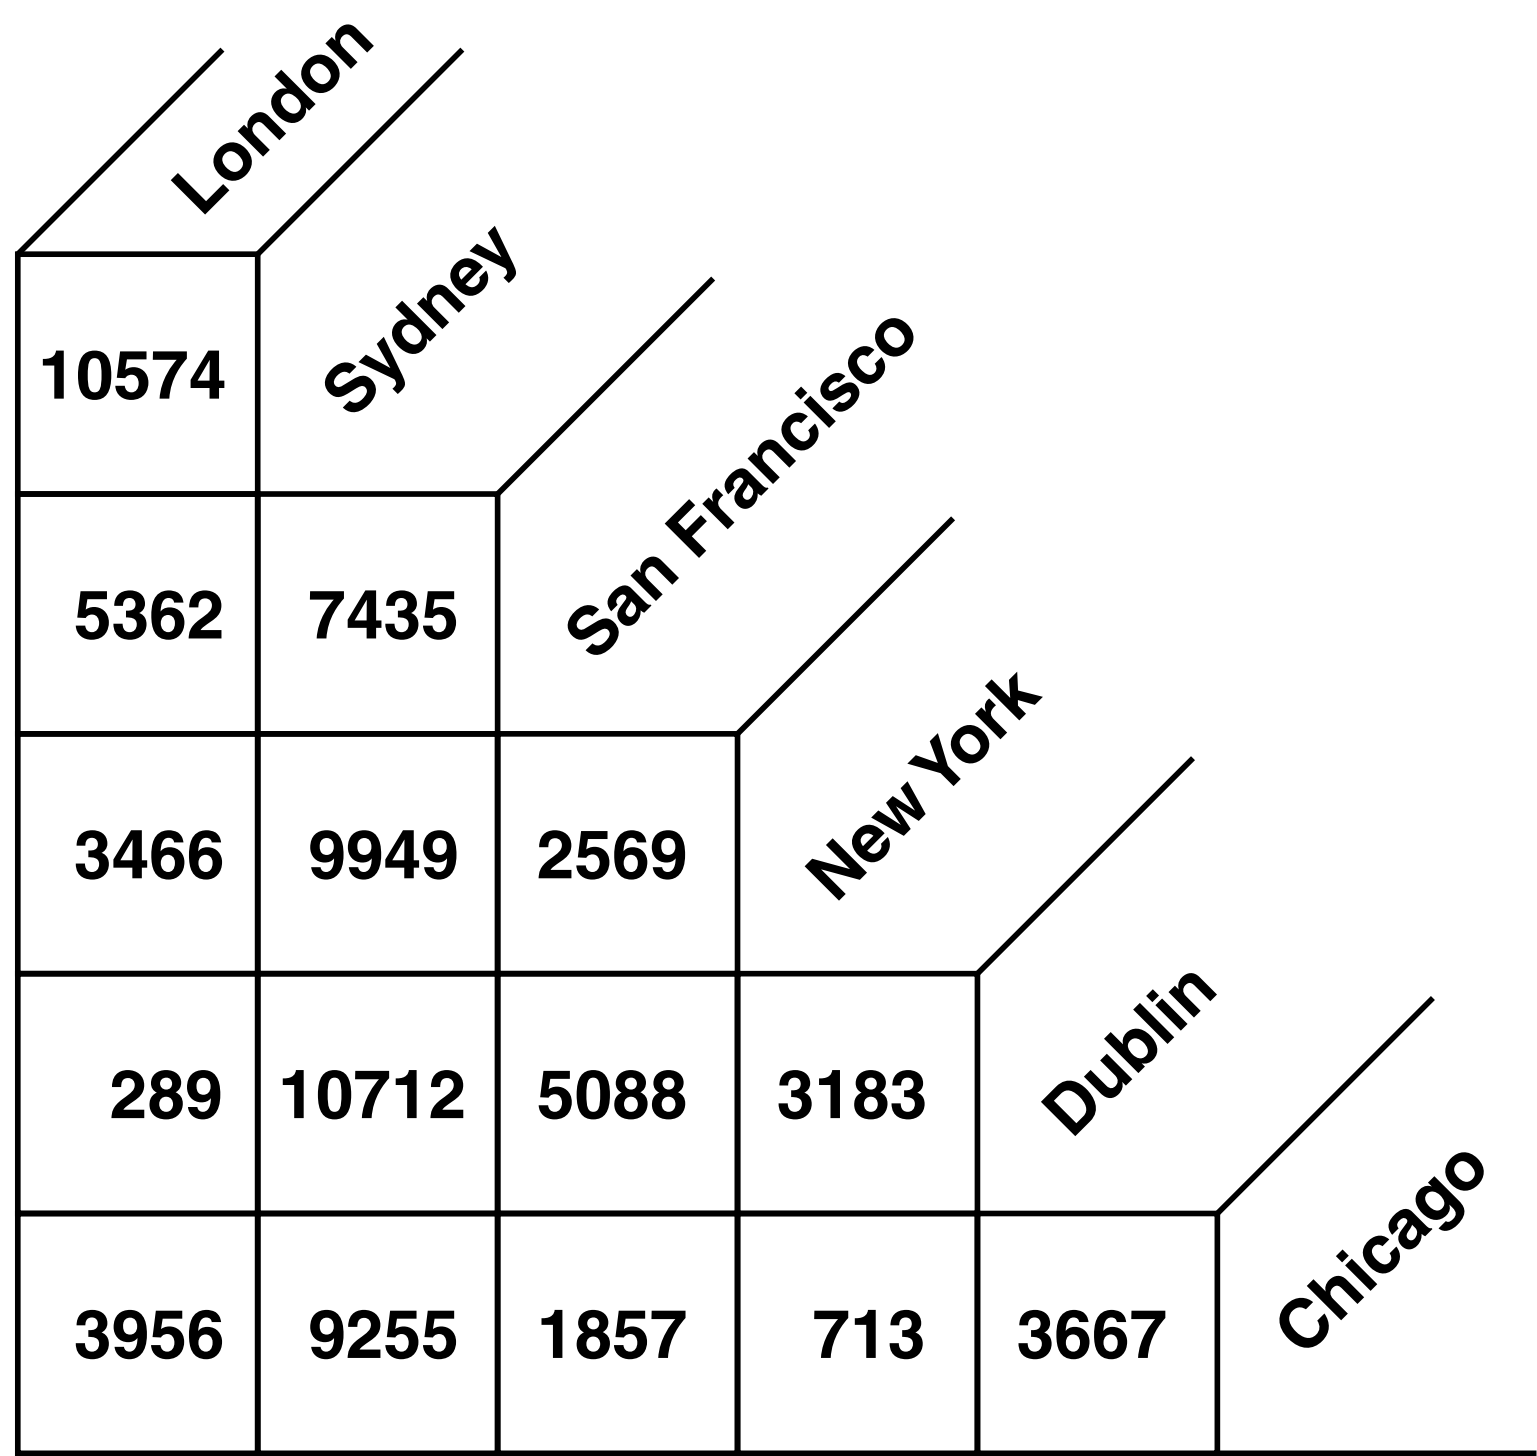 London
10574 Sydney
5362 7435 San Francisco
3466 9949 2569 New York
289 10712 5088 3183 Dublin
3956 9255 1857 713 3667 Chicago